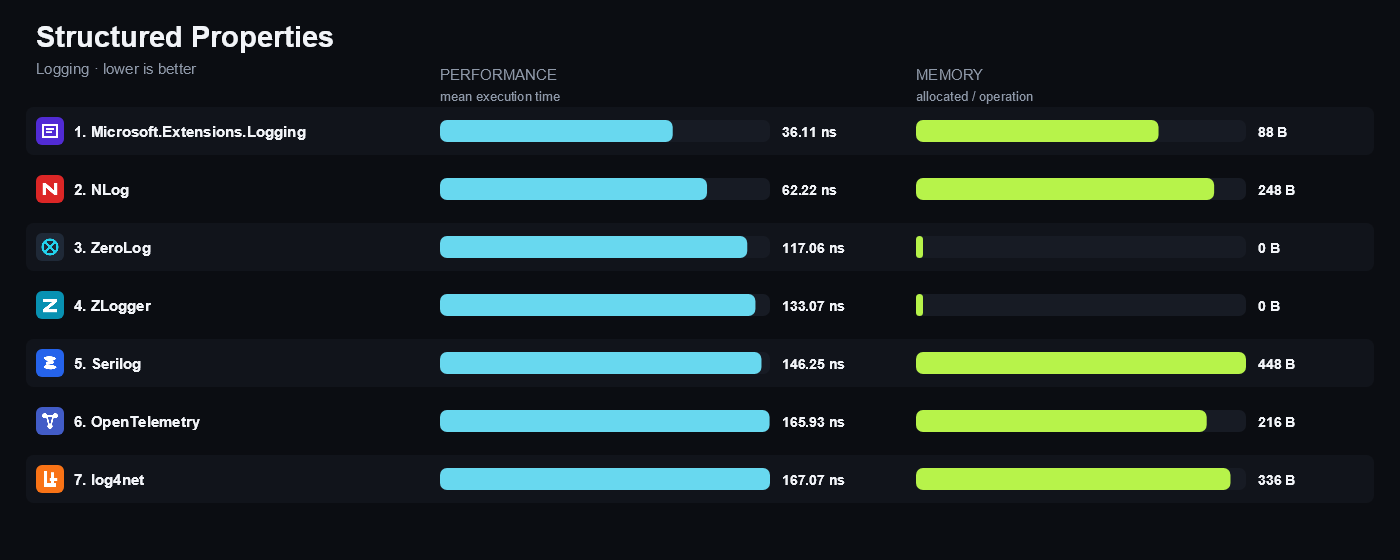 Structured Properties
Logging · lower is better
PERFORMANCE
mean execution time
MEMORY
allocated / operation
1. Microsoft.Extensions.Logging 36.11 ns 88 B
2. NLog 62.22 ns 248 B
3. ZeroLog 117.06 ns 0 B
4. ZLogger 133.07 ns 0 B
5. Serilog 146.25 ns 448 B
6. OpenTelemetry 165.93 ns 216 B
7. log4net 167.07 ns 336 B